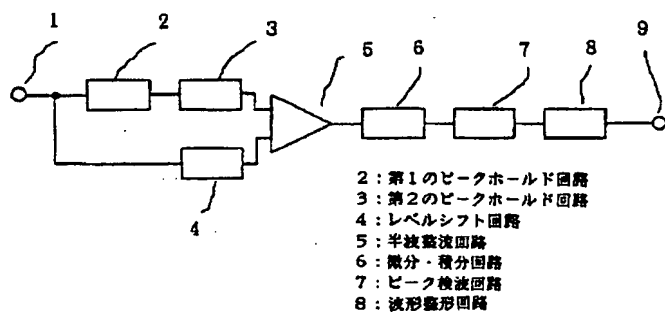 1
2
3
4
5
6
7
8
9
2：第1のピークホールド回路
3：第2のピークホールド回路
4：レベルシフト回路
5：半波整流回路
6：微分・積分回路
7：ピーク検波回路
8：波形整形回路